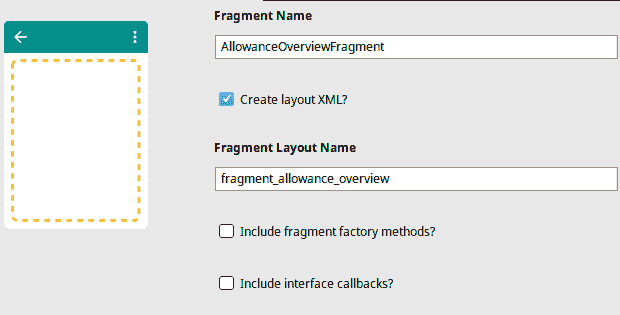 Fragment Name
AllowanceOverviewFragment
Create layout XML?
Fragment Layout Name
fragment_allowance_overview
Include fragment factory methods?
Include interface callbacks?